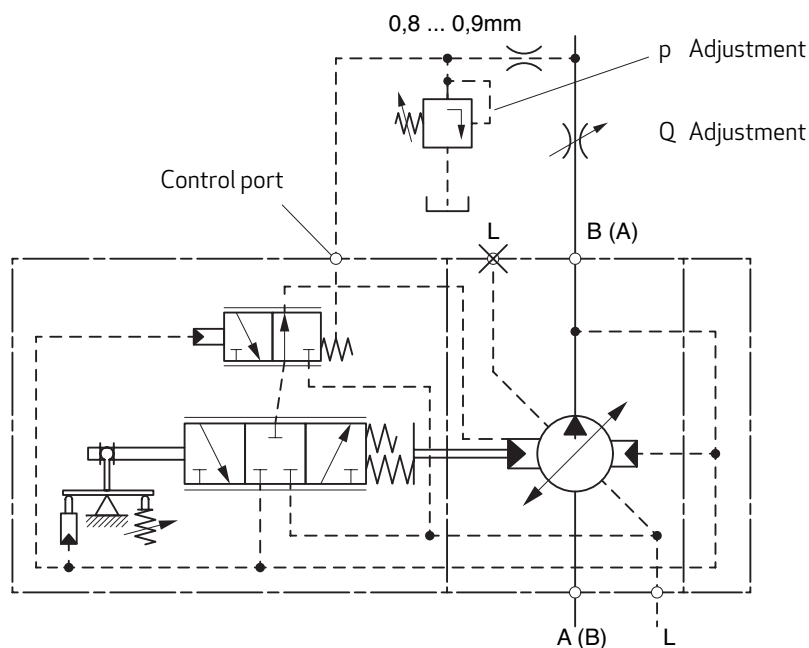 0,8 ... 0,9mm
p Adjustment
Q Adjustment
Control port
L
B (A)
A (B)
L